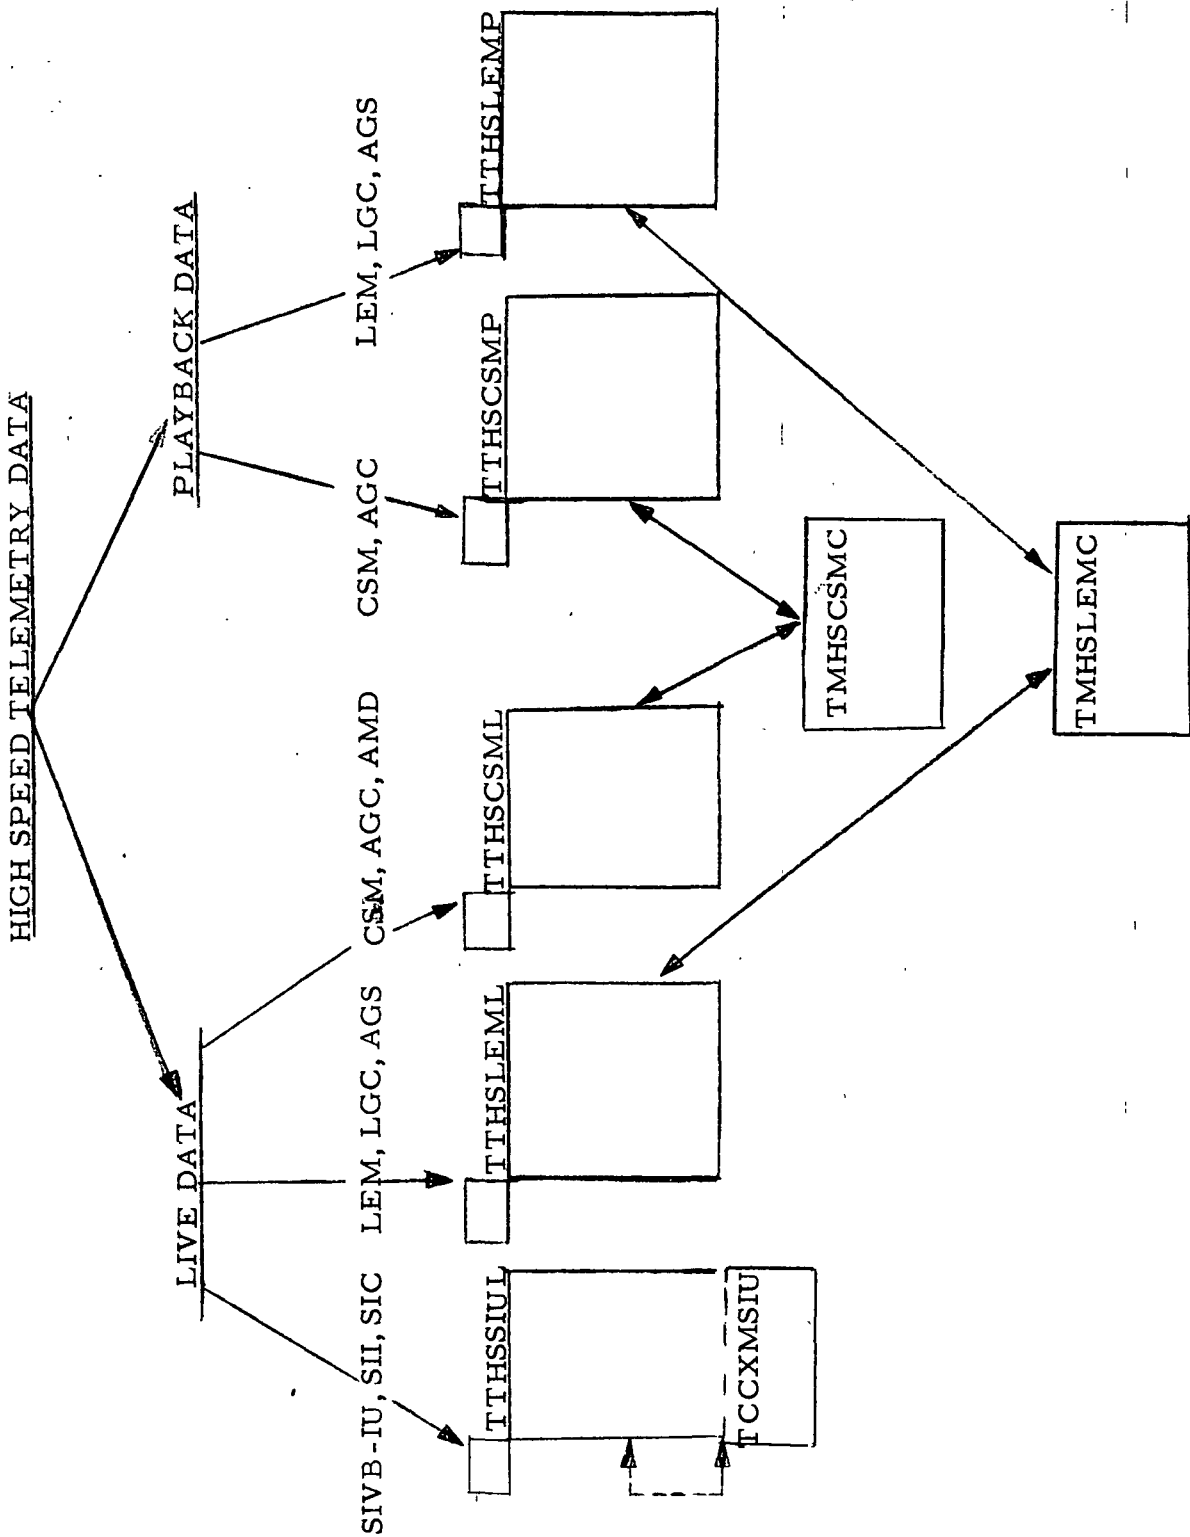 HIGH SPEED TELEMETRY DATA
LIVE DATA
PLAYBACK DATA
SIVB-IU, SII, SIC
LEM, LGC, AGS
CSM, AGC, AMD
CSM, AGC
LEM, LGC, AGS
TTHSSIUL
TTHSLEML
TTHSCSML
TTHSCSMP
TTHSLEMP
TCCXMSIU
TMHSCSMC
TMHSLEMC